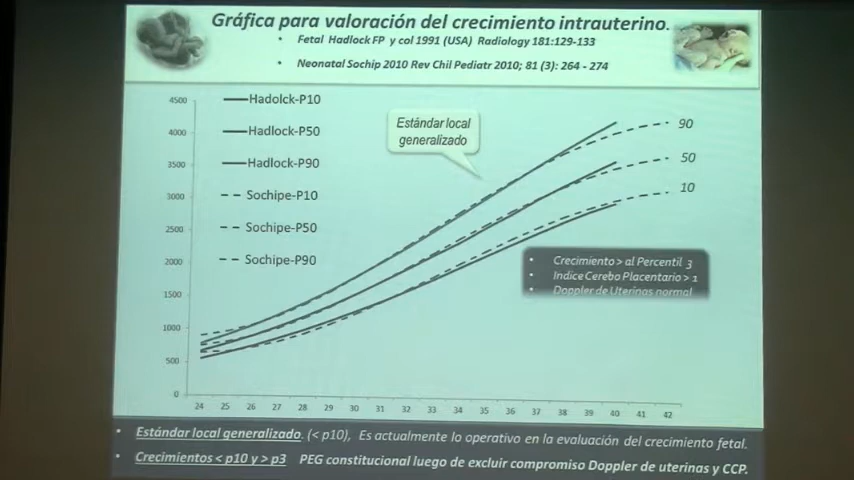 Gráfica para valoración del crecimiento intrauterino.
• Fetal Hadlock FP y col 1991 (USA) Radiology 181:129-133
• Neonatal Sochip 2010 Rev Chil Pediatr 2010; 81 (3): 264 - 274
4500
4000
3500
3000
2500
2000
1500
1000
500
0
Hadolck-P10
Hadlock-P50
Hadlock-P90
Sochipe-P10
Sochipe-P50
Sochipe-P90
Estándar local
generalizado
90
50
10
• Crecimiento > al Percentil 3
• Indice Cerebo Placentario > 1
• Doppler de Uterinas normal
24 25 26 27 28 29 30 31 32 33 34 35 36 37 38 39 40 41 42
• Estándar local generalizado. (< p10), Es actualmente lo operativo en la evaluación del crecimiento fetal.
• Crecimientos < p10 y > p3 PEG constitucional luego de excluir compromiso Doppler de uterinas y CCP.